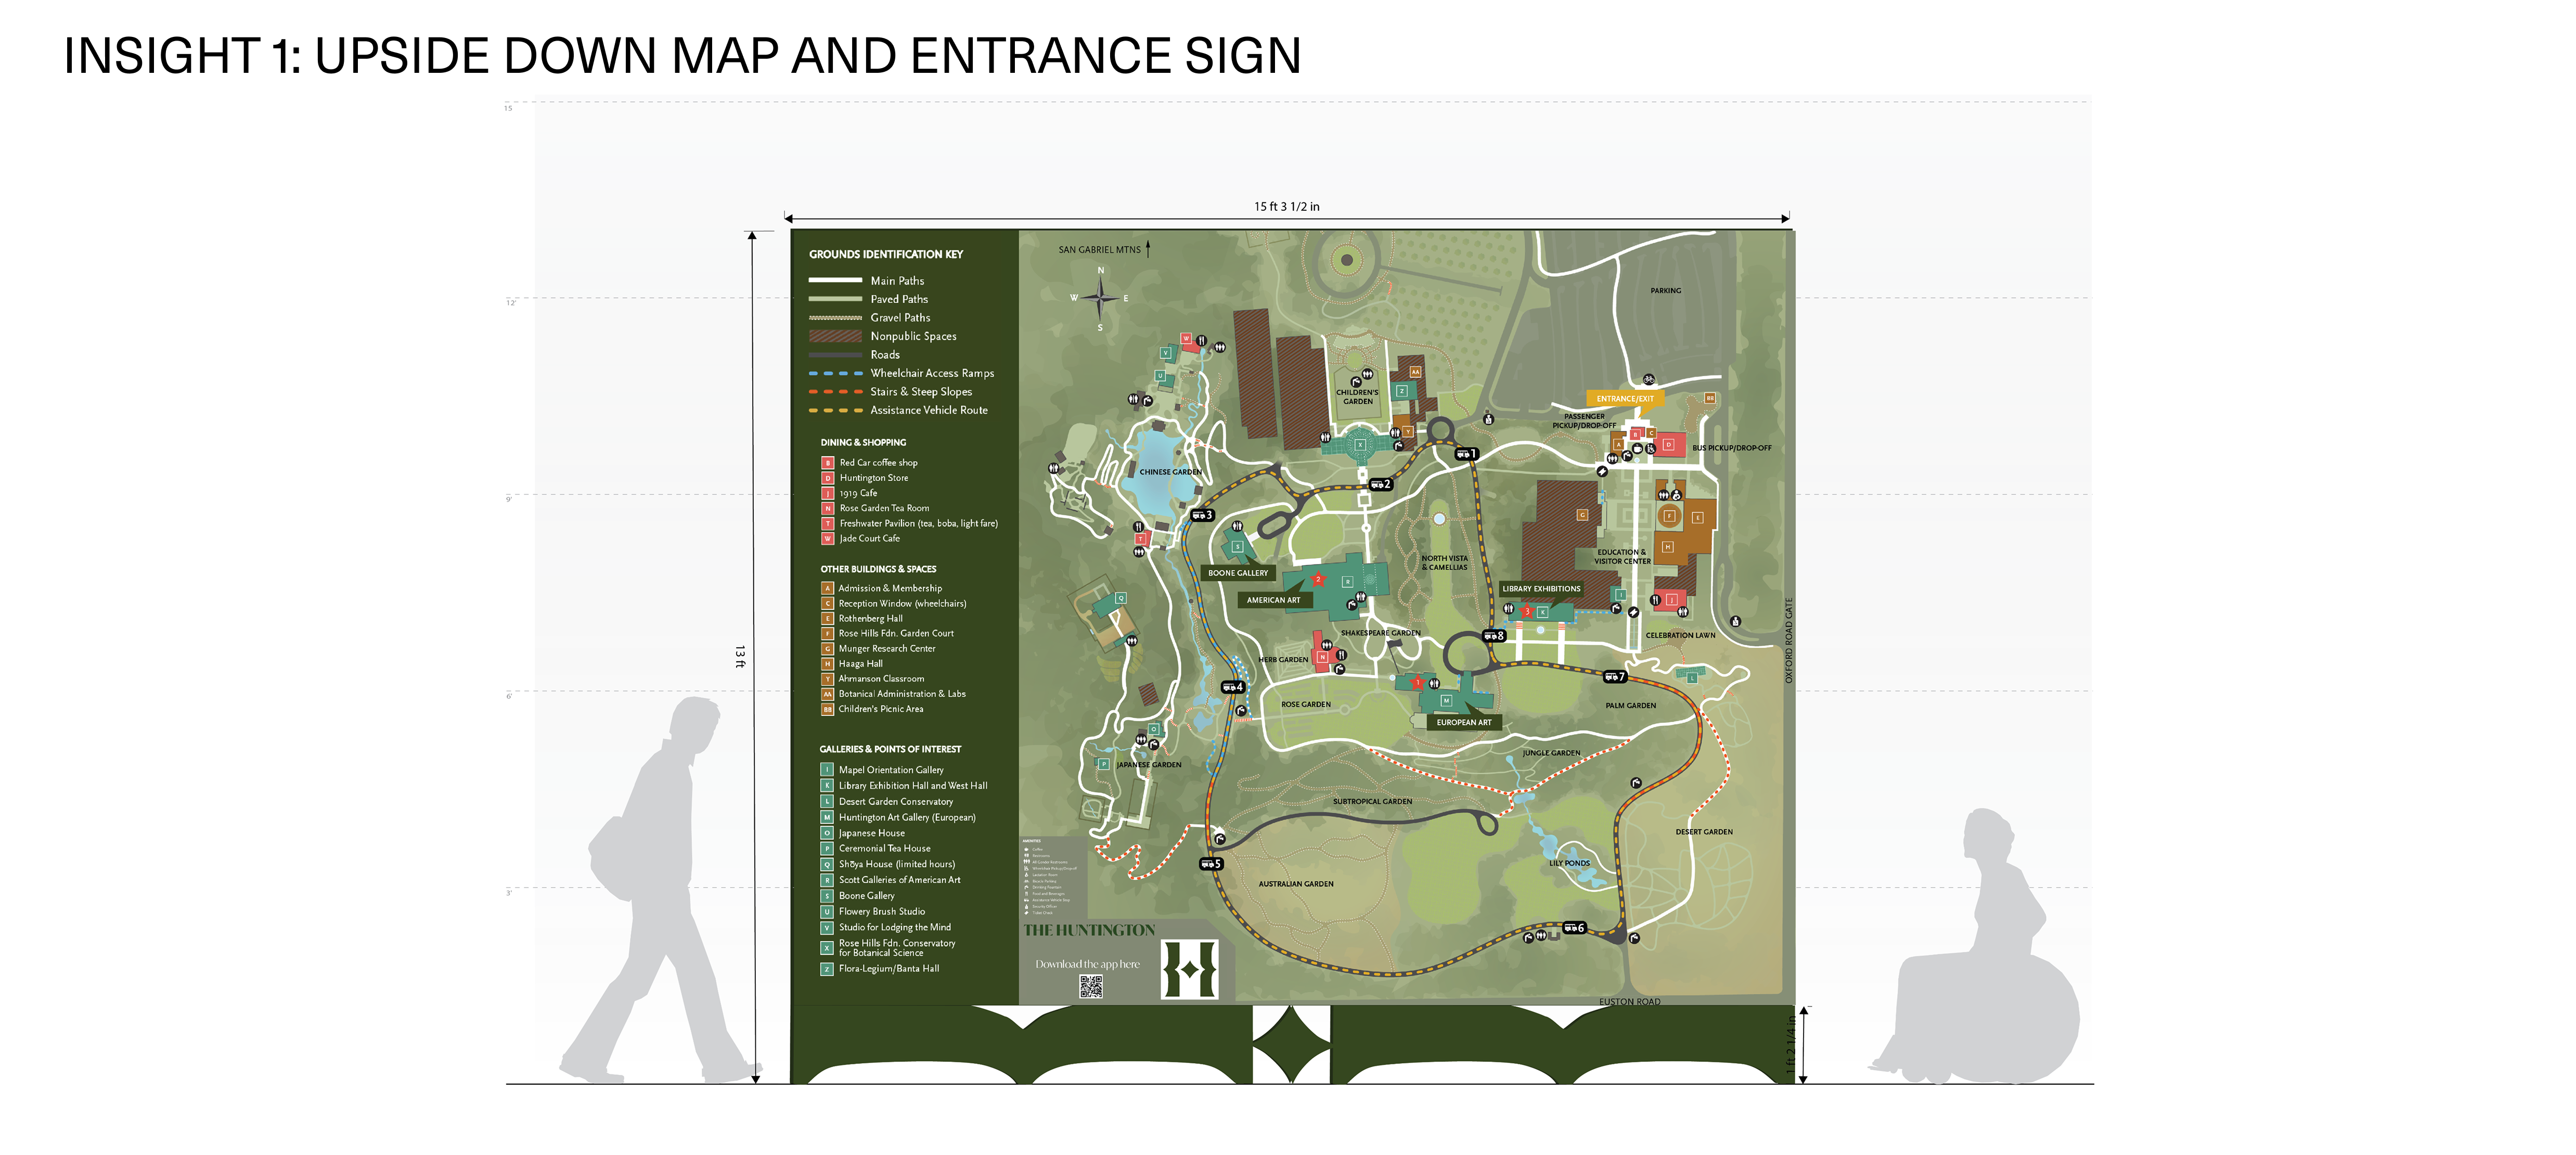 INSIGHT 1: UPSIDE DOWN MAP AND ENTRANCE SIGN
15
12'
9'
6'
3'
15 ft 3 1/2 in
13 ft
1 ft 2 1/4 in
GROUNDS IDENTIFICATION KEY
Main Paths
Paved Paths
Gravel Paths
Nonpublic Spaces
Roads
Wheelchair Access Ramps
Stairs & Steep Slopes
Assistance Vehicle Route
DINING & SHOPPING
B Red Car coffee shop
D Huntington Store
J 1919 Cafe
N Rose Garden Tea Room
T Freshwater Pavilion (tea, boba, light fare)
W Jade Court Cafe
OTHER BUILDINGS & SPACES
A Admission & Membership
C Reception Window (wheelchairs)
E Rothenberg Hall
F Rose Hills Fdn. Garden Court
G Munger Research Center
H Haaga Hall
Y Ahmanson Classroom
AA Botanical Administration & Labs
BB Children's Picnic Area
GALLERIES & POINTS OF INTEREST
I Mapel Orientation Gallery
K Library Exhibition Hall and West Hall
L Desert Garden Conservatory
M Huntington Art Gallery (European)
O Japanese House
P Ceremonial Tea House
Q Shōya House (limited hours)
R Scott Galleries of American Art
S Boone Gallery
U Flowery Brush Studio
V Studio for Lodging the Mind
X Rose Hills Fdn. Conservatory
for Botanical Science
Z Flora-Legium/Banta Hall
SAN GABRIEL MTNS
N
W E
S
PARKING
W
V
U
AA
Z
Y
X
CHILDREN'S
GARDEN
ENTRANCE/EXIT
BB
PASSENGER
PICKUP/DROP-OFF
A
B
C
D
BUS PICKUP/DROP-OFF
1
2
3
CHINESE GARDEN
T
S
BOONE GALLERY
2
R
AMERICAN ART
NORTH VISTA
& CAMELLIAS
G
F
E
H
EDUCATION &
VISITOR CENTER
LIBRARY EXHIBITIONS
3
K
I
J
Q
SHAKESPEARE GARDEN
8
CELEBRATION LAWN
OXFORD ROAD GATE
HERB GARDEN
N
4
1
M
7
L
ROSE GARDEN
EUROPEAN ART
PALM GARDEN
O
P
JAPANESE GARDEN
JUNGLE GARDEN
SUBTROPICAL GARDEN
DESERT GARDEN
5
LILY PONDS
AUSTRALIAN GARDEN
6
THE HUNTINGTON
Download the app here
EUSTON ROAD